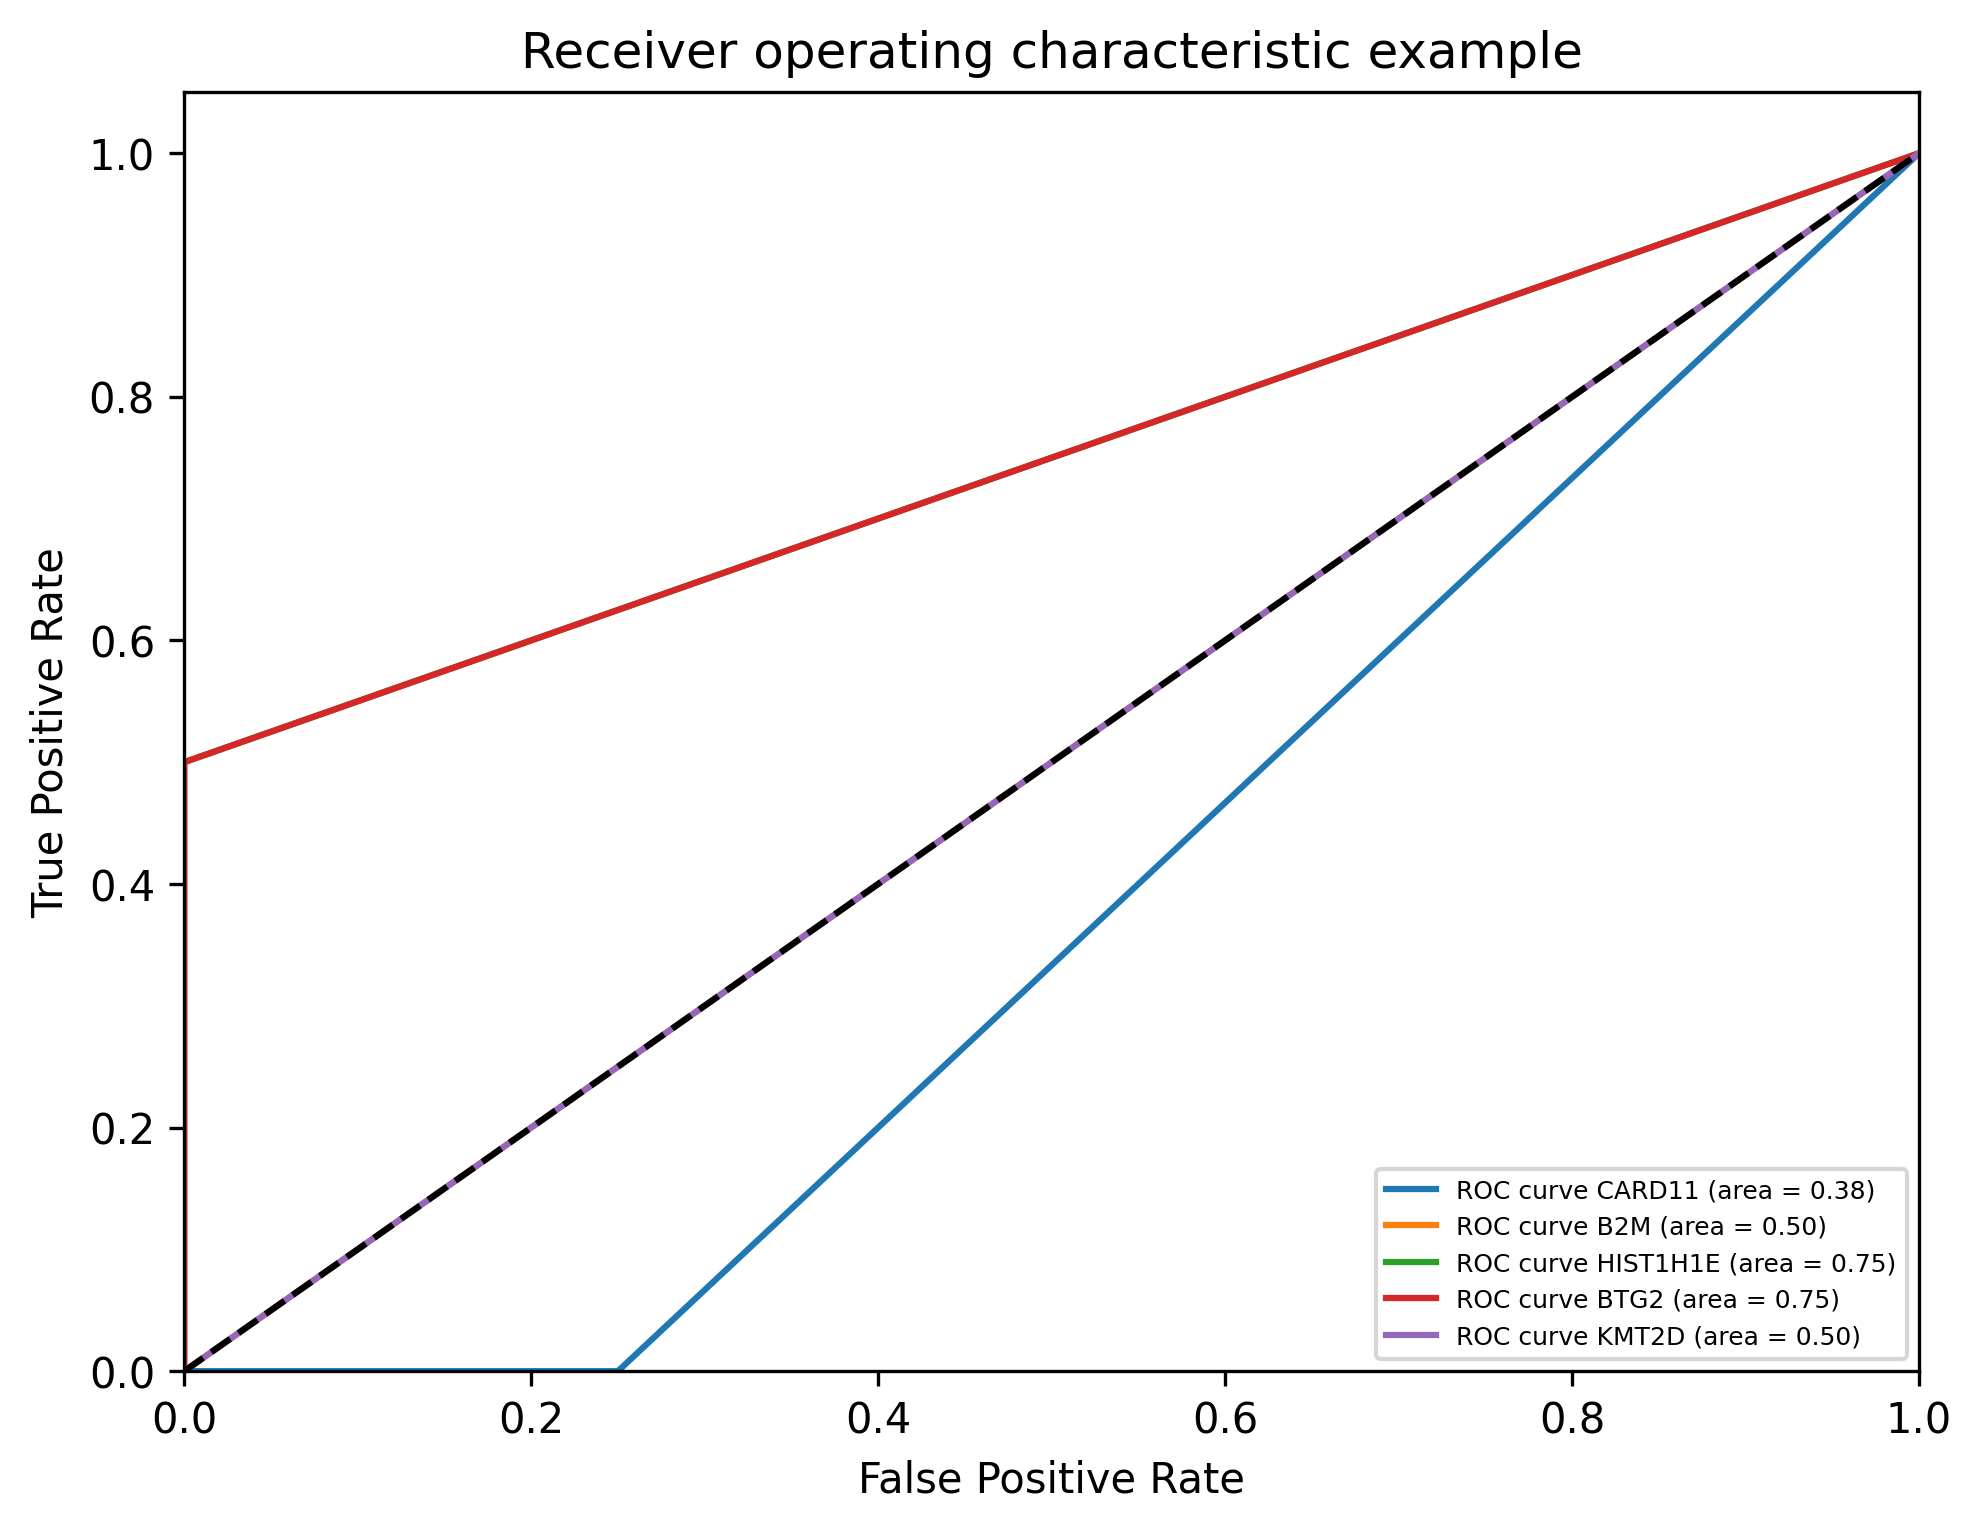 Receiver operating characteristic example
1.0
0.8
0.6
0.4
0.2
0.0
True Positive Rate
ROC curve CARD11 (area = 0.38)
ROC curve B2M (area = 0.50)
ROC curve HIST1H1E (area = 0.75)
ROC curve BTG2 (area = 0.75)
ROC curve KMT2D (area = 0.50)
0.0 0.2 0.4 0.6 0.8 1.0
False Positive Rate